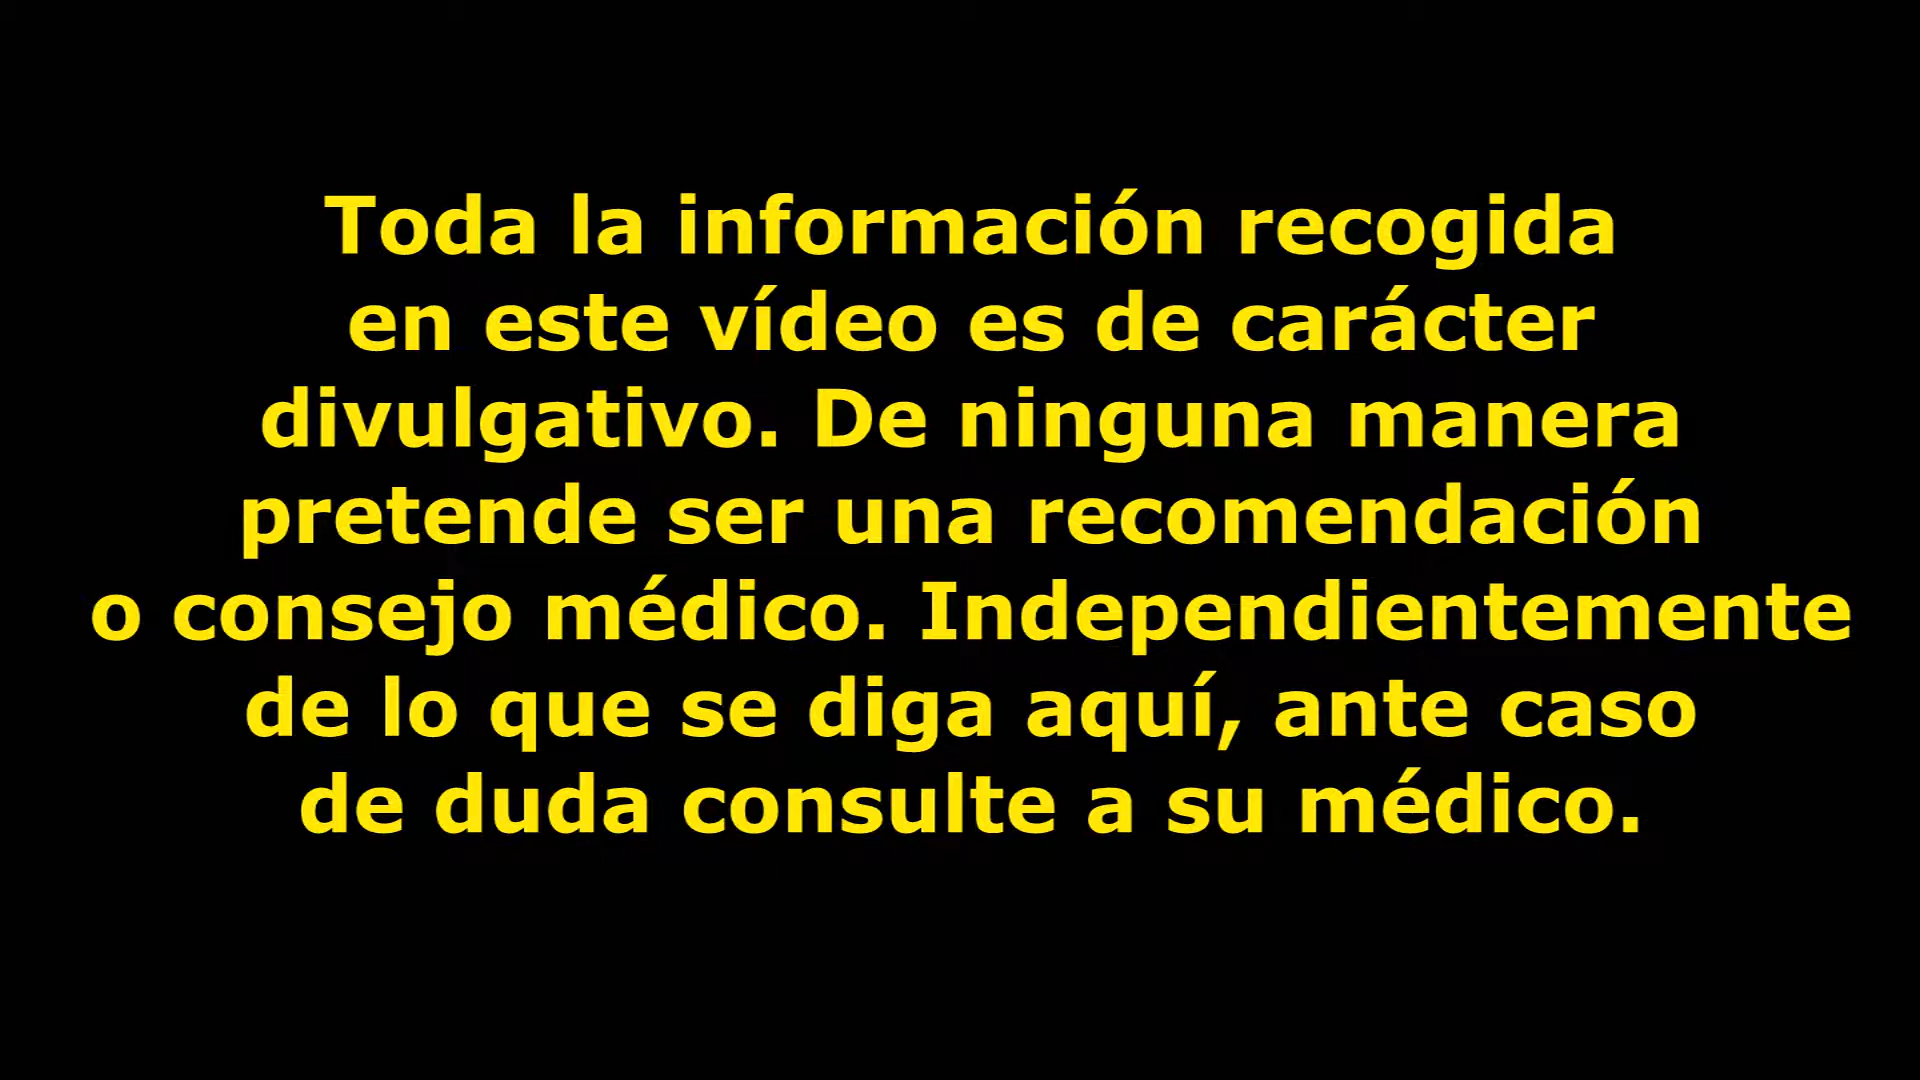 Toda la información recogida
en este vídeo es de carácter
divulgativo. De ninguna manera
pretende ser una recomendación
o consejo médico. Independientemente
de lo que se diga aquí, ante caso
de duda consulte a su médico.